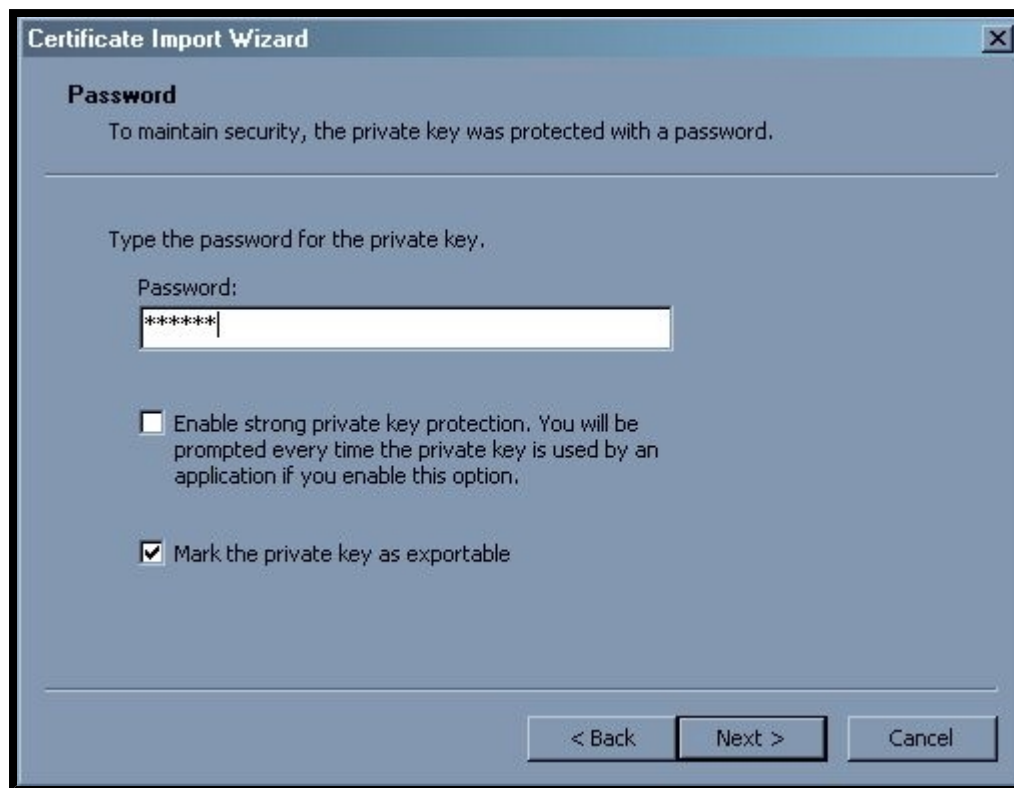 Certificate Import Wizard
Password
To maintain security, the private key was protected with a password.
Type the password for the private key.
Password:
******
Enable strong private key protection. You will be
prompted every time the private key is used by an
application if you enable this option.
Mark the private key as exportable
< Back Next > Cancel